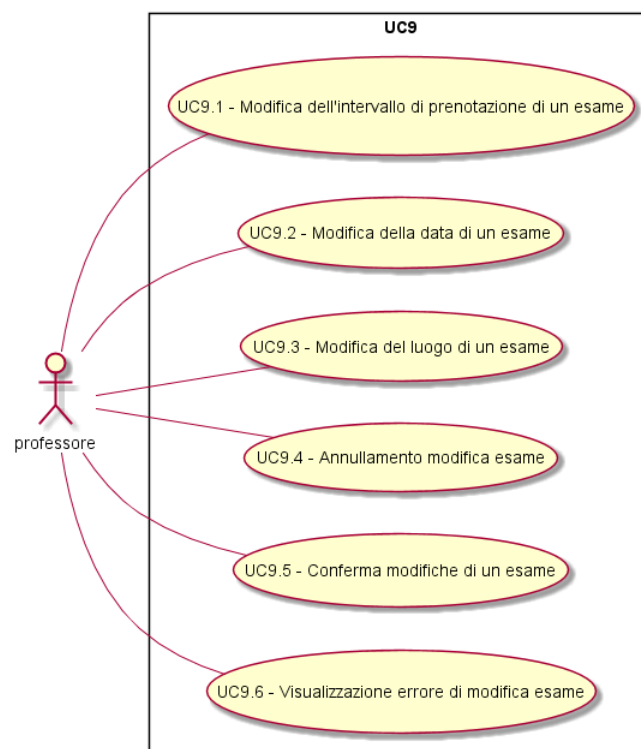 UC9
UC9.1 - Modifica dell'intervallo di prenotazione di un esame
UC9.2 - Modifica della data di un esame
UC9.3 - Modifica del luogo di un esame
professore
UC9.4 - Annullamento modifica esame
UC9.5 - Conferma modifiche di un esame
UC9.6 - Visualizzazione errore di modifica esame